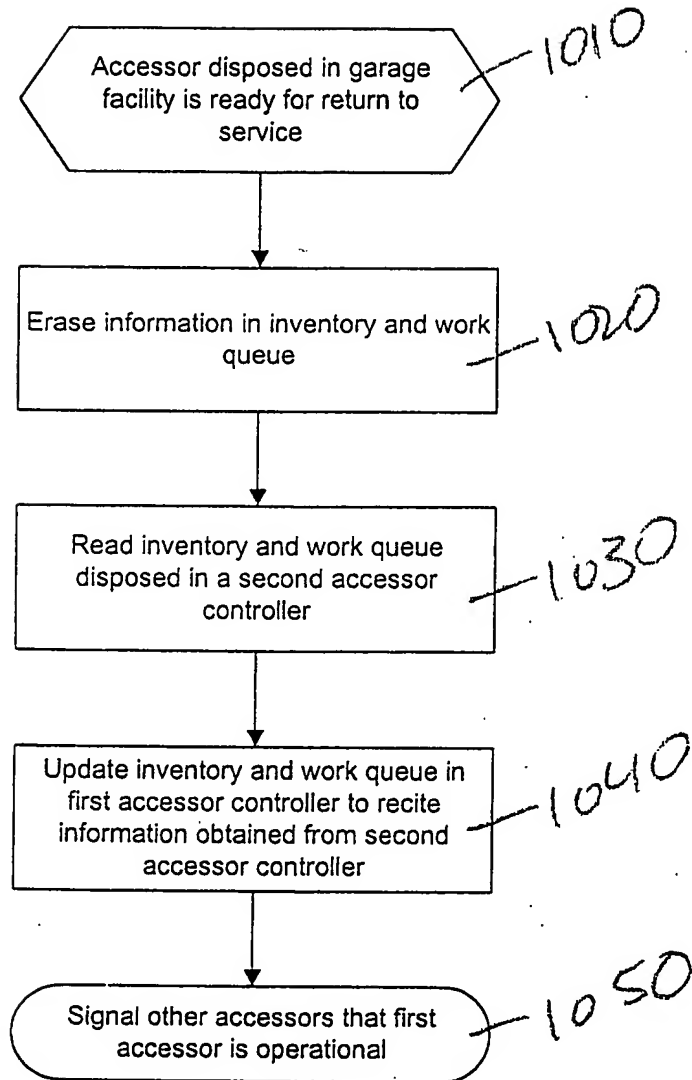 Accessor disposed in garage
facility is ready for return to
service
1010
Erase information in inventory and work
queue
1020
Read inventory and work queue
disposed in a second accessor
controller
1030
Update inventory and work queue in
first accessor controller to recite
information obtained from second
accessor controller
1040
Signal other accessors that first
accessor is operational
1050